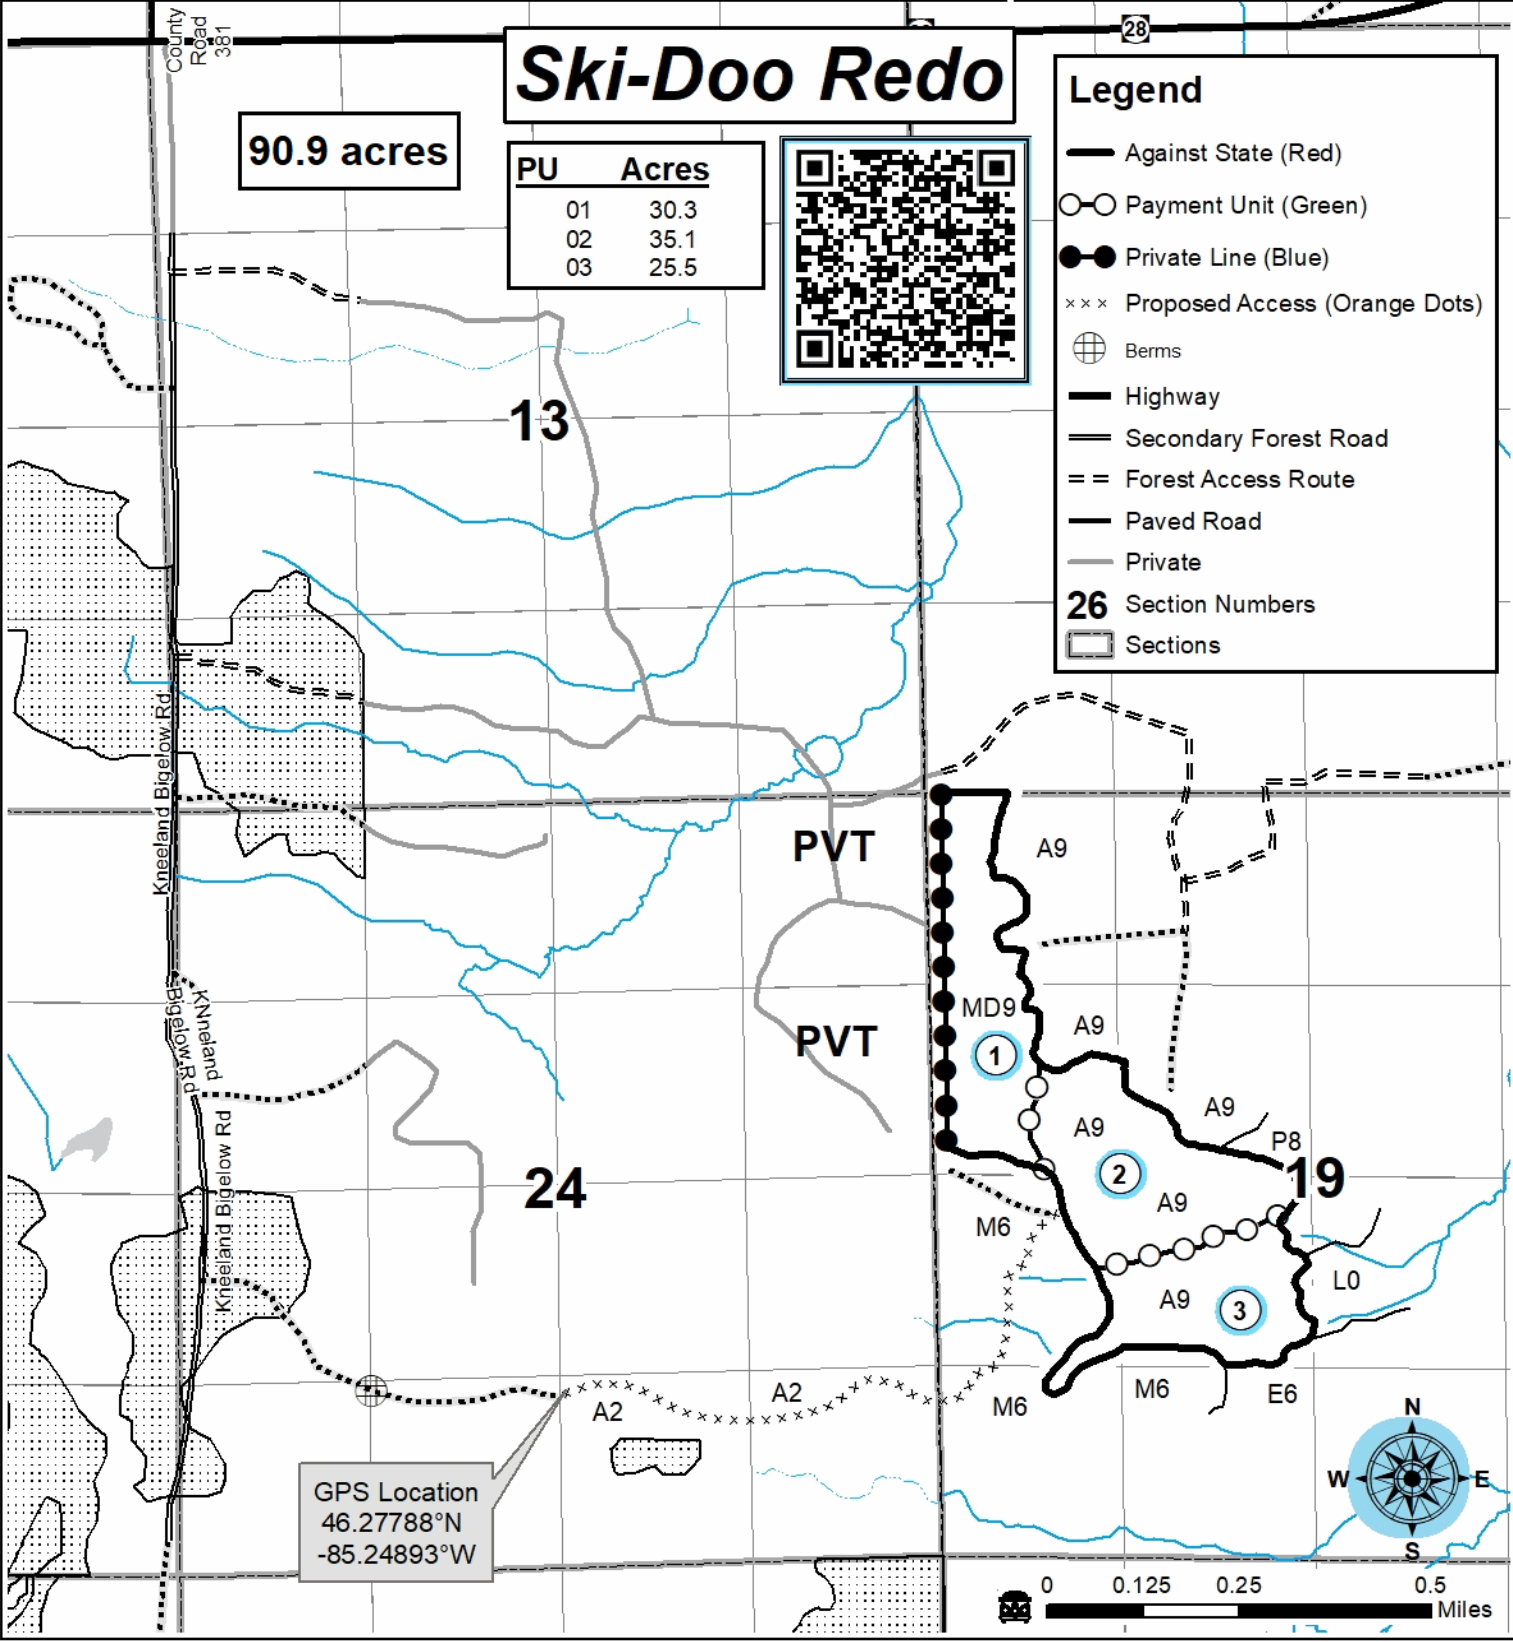 County
Road
381
28
Ski-Doo Redo
90.9 acres
PU Acres
01 30.3
02 35.1
03 25.5
Legend
Against State (Red)
Payment Unit (Green)
Private Line (Blue)
Proposed Access (Orange Dots)
Berms
Highway
Secondary Forest Road
Forest Access Route
Paved Road
Private
26 Section Numbers
Sections
13
Kneeland Bigelow Rd
PVT
A9
KNneland
Bigelow Rd
MD9
A9
PVT
1
Kneeland Bigelow Rd
A9
A9
P8
2
19
24
A9
M6
L0
A9
3
A2
A2
M6
M6
E6
N
W
E
S
GPS Location
46.27788°N
-85.24893°W
0 0.125 0.25 0.5
Miles